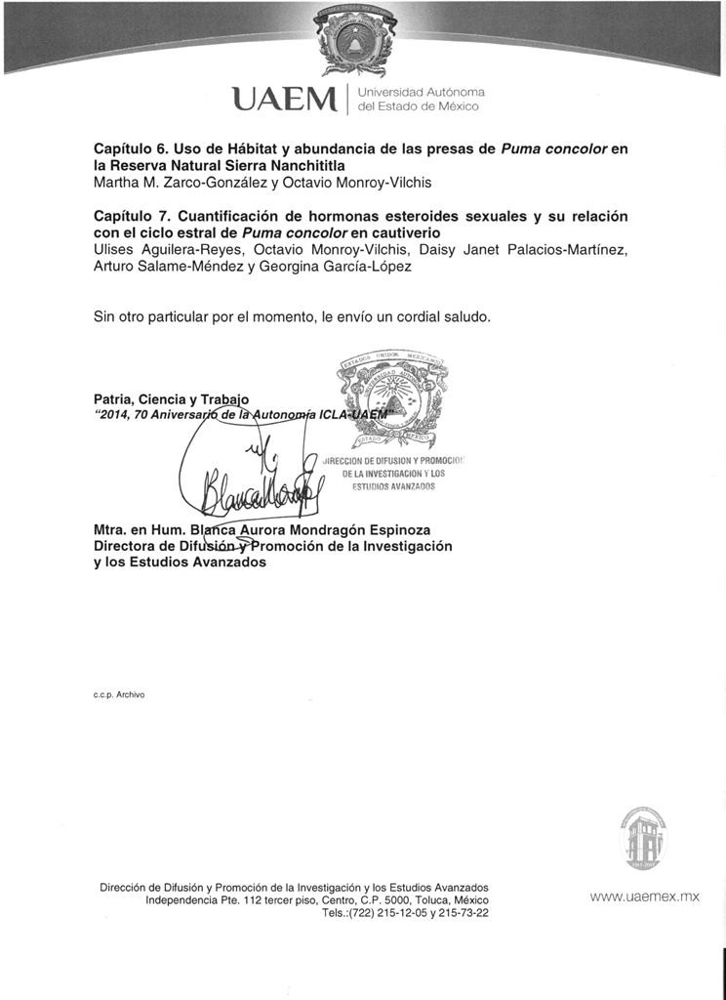 UAEM
Universidad Autónoma
del Estado de México
Capítulo 6. Uso de Hábitat y abundancia de las presas de Puma concolor en
la Reserva Natural Sierra Nanchititla
Martha M. Zarco-González y Octavio Monroy-Vilchis
Capítulo 7. Cuantificación de hormonas esteroides sexuales y su relación
con el ciclo estral de Puma concolor en cautiverio
Ulises Aguilera-Reyes, Octavio Monroy-Vilchis, Daisy Janet Palacios-Martínez,
Arturo Salame-Méndez y Georgina García-López
Sin otro particular por el momento, le envío un cordial saludo.
ESTADOS UNIDOS MEXICANOS
UNIVERSIDAD AUTONOMA
ESTADO MEXICO
Patria, Ciencia y Trabajo
"2014, 70 Aniversario de la Autonomía ICLA-UAEM"
DIRECCION DE DIFUSION Y PROMOCION
DE LA INVESTIGACION Y LOS
ESTUDIOS AVANZADOS
Mtra. en Hum. Blanca Aurora Mondragón Espinoza
Directora de Difusión y Promoción de la Investigación
y los Estudios Avanzados
c.c.p. Archivo
Dirección de Difusión y Promoción de la Investigación y los Estudios Avanzados
Independencia Pte. 112 tercer piso, Centro, C.P. 5000, Toluca, México
Tels.:(722) 215-12-05 y 215-73-22
www.uaemex.mx